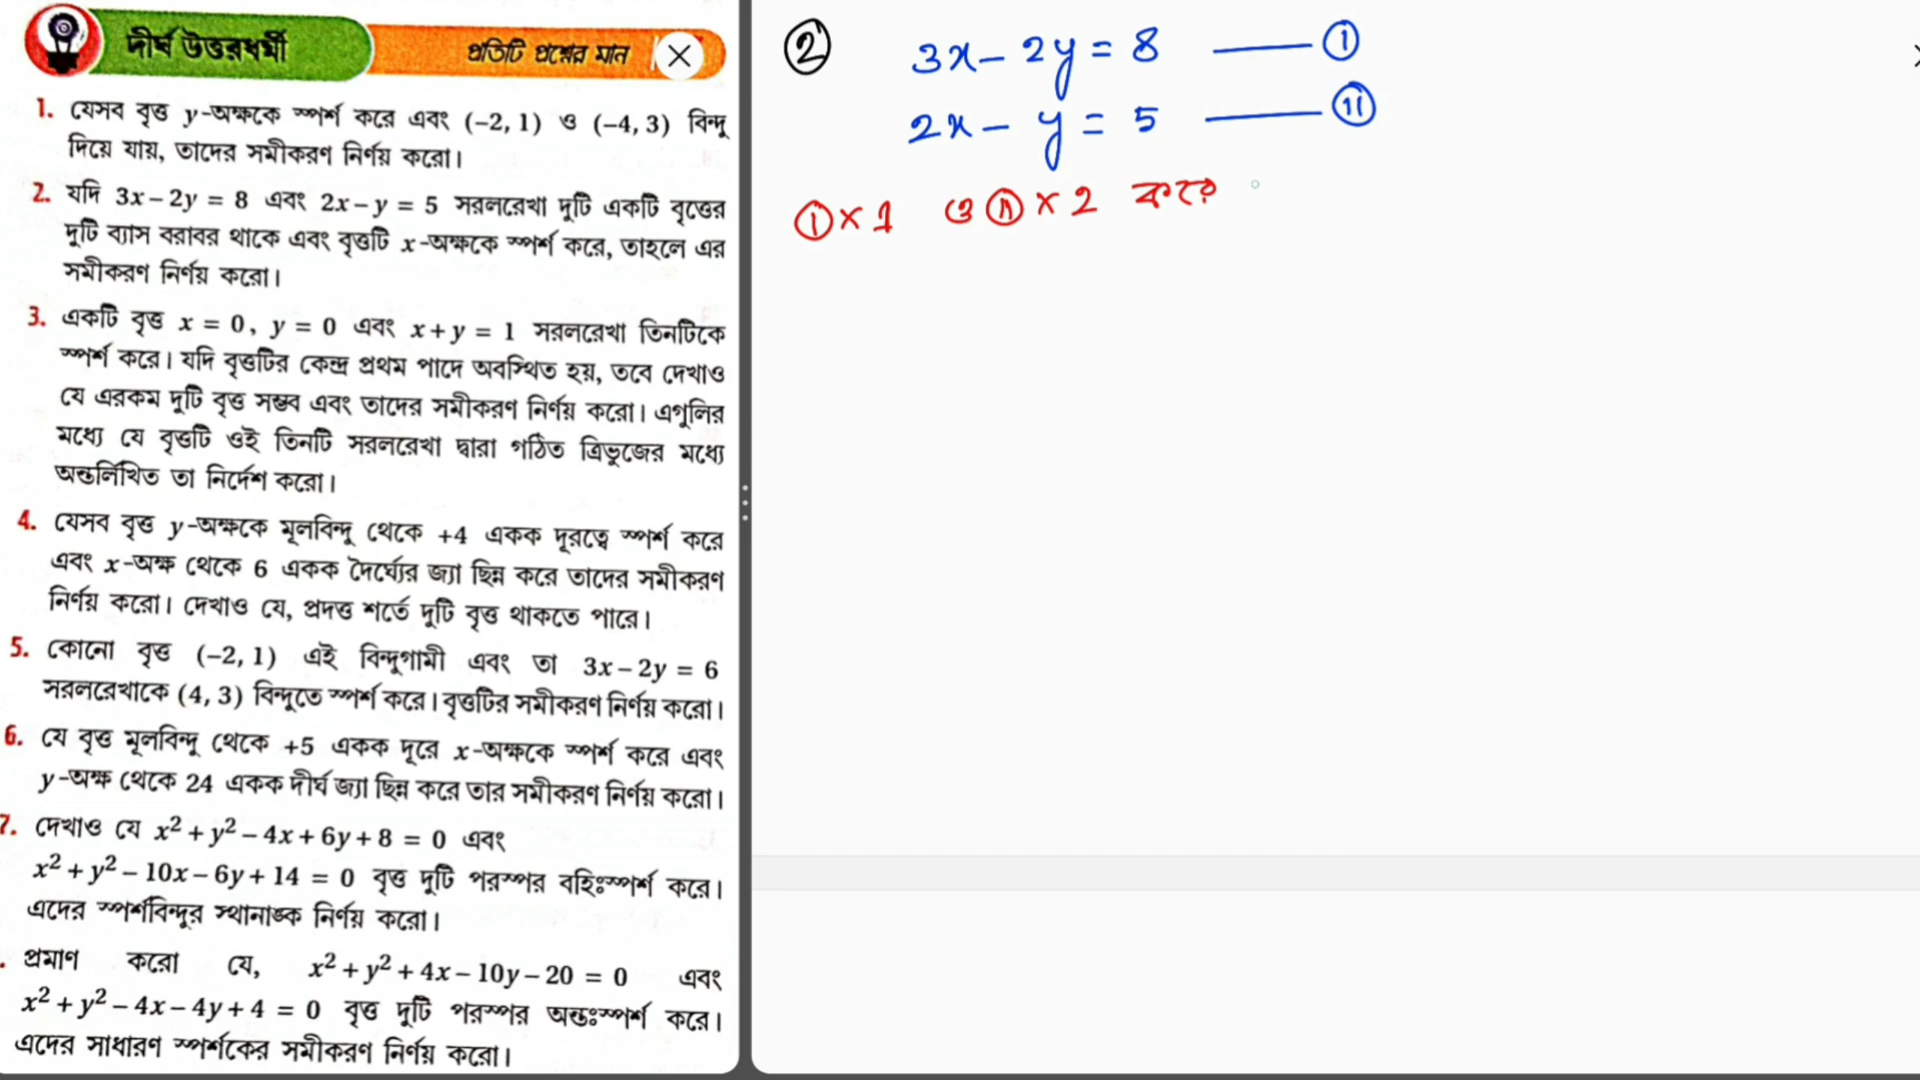 দীর্ঘ উত্তরধর্মী
প্রতিটি প্রশ্নের মান
1. যেসব বৃত্ত y-অক্ষকে স্পর্শ করে এবং (−2, 1) ও (−4, 3) বিন্দু
দিয়ে যায়, তাদের সমীকরণ নির্ণয় করো।
2. যদি 3x − 2y = 8 এবং 2x − y = 5 সরলরেখা দুটি একটি বৃত্তের
দুটি ব্যাস বরাবর থাকে এবং বৃত্তটি x-অক্ষকে স্পর্শ করে, তাহলে এর
সমীকরণ নির্ণয় করো।
3. একটি বৃত্ত x = 0, y = 0 এবং x + y = 1 সরলরেখা তিনটিকে
স্পর্শ করে। যদি বৃত্তটির কেন্দ্র প্রথম পাদে অবস্থিত হয়, তবে দেখাও
যে এরকম দুটি বৃত্ত সম্ভব এবং তাদের সমীকরণ নির্ণয় করো। এগুলির
মধ্যে যে বৃত্তটি ওই তিনটি সরলরেখা দ্বারা গঠিত ত্রিভুজের মধ্যে
অন্তর্লিখিত তা নির্দেশ করো।
4. যেসব বৃত্ত y-অক্ষকে মূলবিন্দু থেকে +4 একক দূরত্বে স্পর্শ করে
এবং x-অক্ষ থেকে 6 একক দৈর্ঘ্যের জ্যা ছিন্ন করে তাদের সমীকরণ
নির্ণয় করো। দেখাও যে, প্রদত্ত শর্তে দুটি বৃত্ত থাকতে পারে।
5. কোনো বৃত্ত (−2, 1) এই বিন্দুগামী এবং তা 3x − 2y = 6
সরলরেখাকে (4, 3) বিন্দুতে স্পর্শ করে। বৃত্তটির সমীকরণ নির্ণয় করো।
6. যে বৃত্ত মূলবিন্দু থেকে +5 একক দূরে x-অক্ষকে স্পর্শ করে এবং
y-অক্ষ থেকে 24 একক দীর্ঘ জ্যা ছিন্ন করে তার সমীকরণ নির্ণয় করো।
7. দেখাও যে x² + y² − 4x + 6y + 8 = 0 এবং
x² + y² − 10x − 6y + 14 = 0 বৃত্ত দুটি পরস্পর বহিঃস্পর্শ করে।
এদের স্পর্শবিন্দুর স্থানাঙ্ক নির্ণয় করো।
. প্রমাণ করো যে, x² + y² + 4x − 10y − 20 = 0 এবং
x² + y² − 4x − 4y + 4 = 0 বৃত্ত দুটি পরস্পর অন্তঃস্পর্শ করে।
এদের সাধারণ স্পর্শকের সমীকরণ নির্ণয় করো।
② 3x − 2y = 8 —— Ⓘ
2x − y = 5 —— ⑾
Ⓘ × 1 ও ⑾ × 2 করে